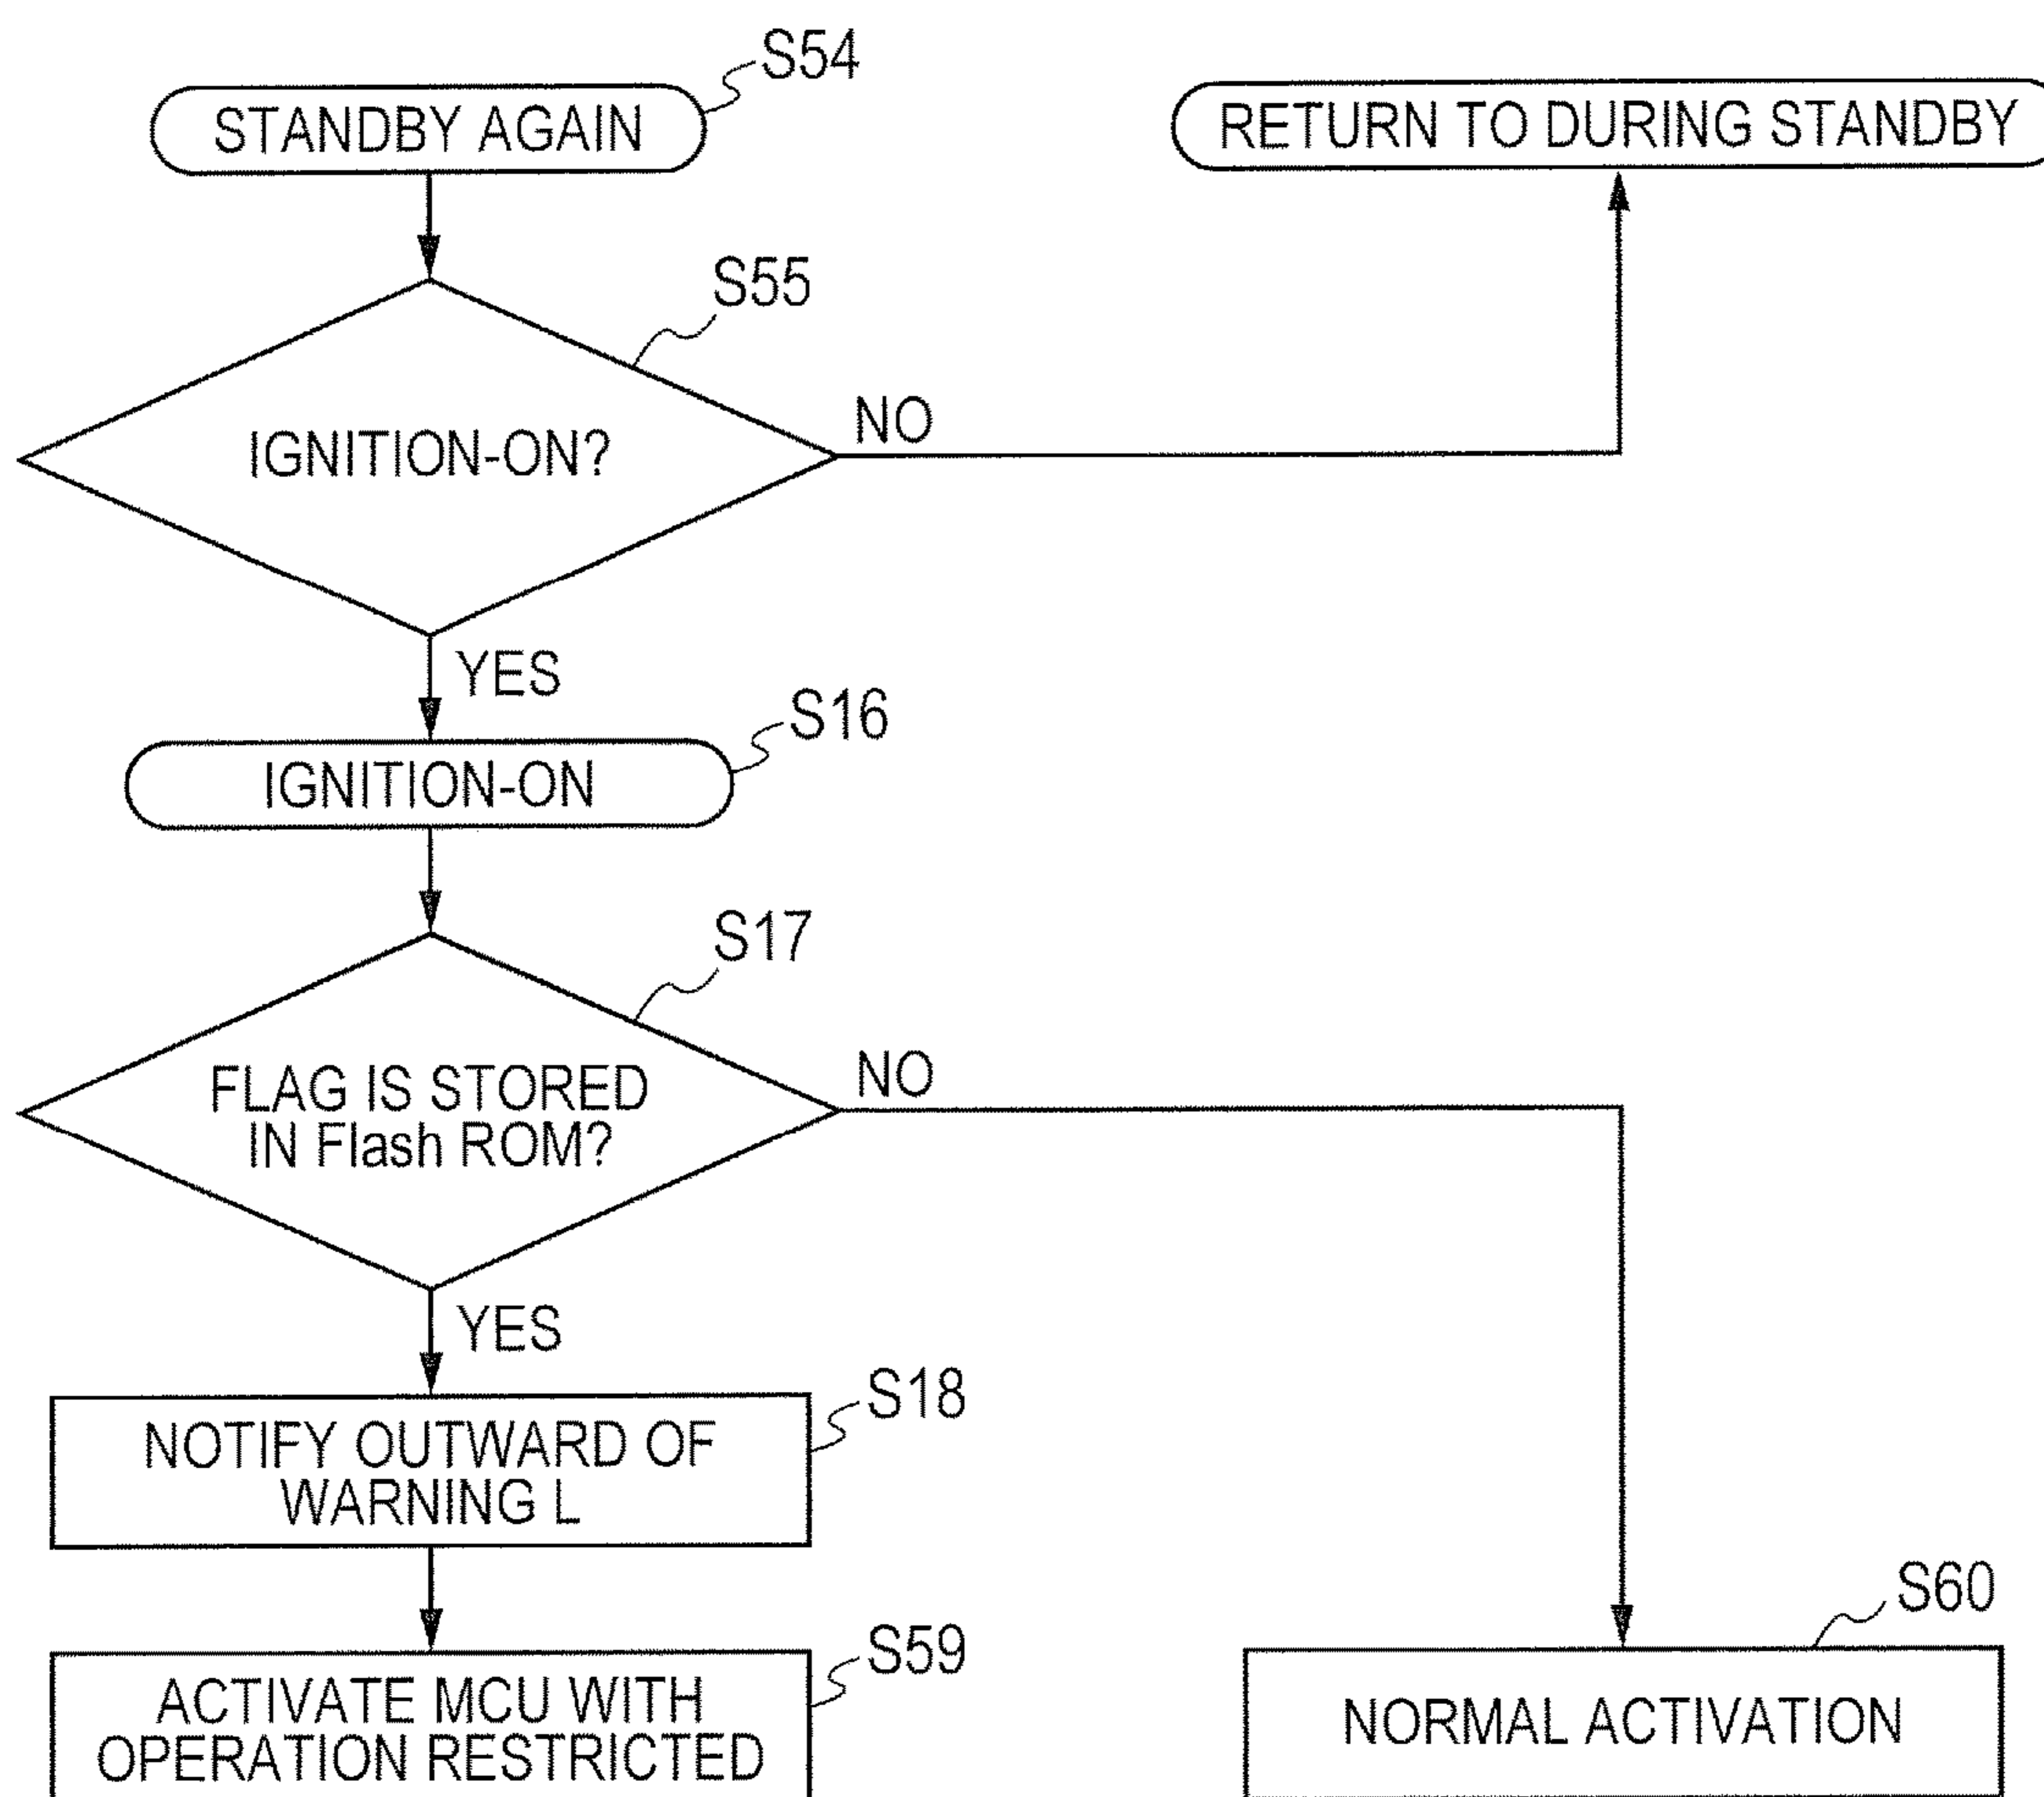 S54
STANDBY AGAIN
RETURN TO DURING STANDBY
S55
IGNITION-ON?
NO
YES
S16
IGNITION-ON
S17
FLAG IS STORED
IN Flash ROM?
NO
YES
S18
NOTIFY OUTWARD OF
WARNING L
S59
ACTIVATE MCU WITH
OPERATION RESTRICTED
S60
NORMAL ACTIVATION